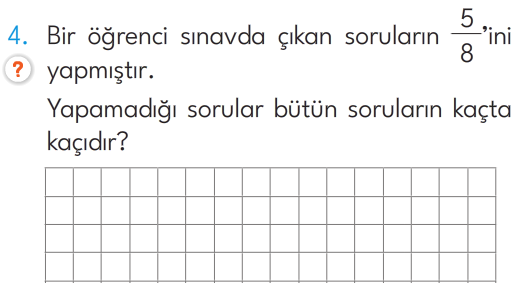 4. Bir öğrenci sınavda çıkan soruların 5/8'ini
? yapmıştır.
Yapamadığı sorular bütün soruların kaçta
kaçıdır?